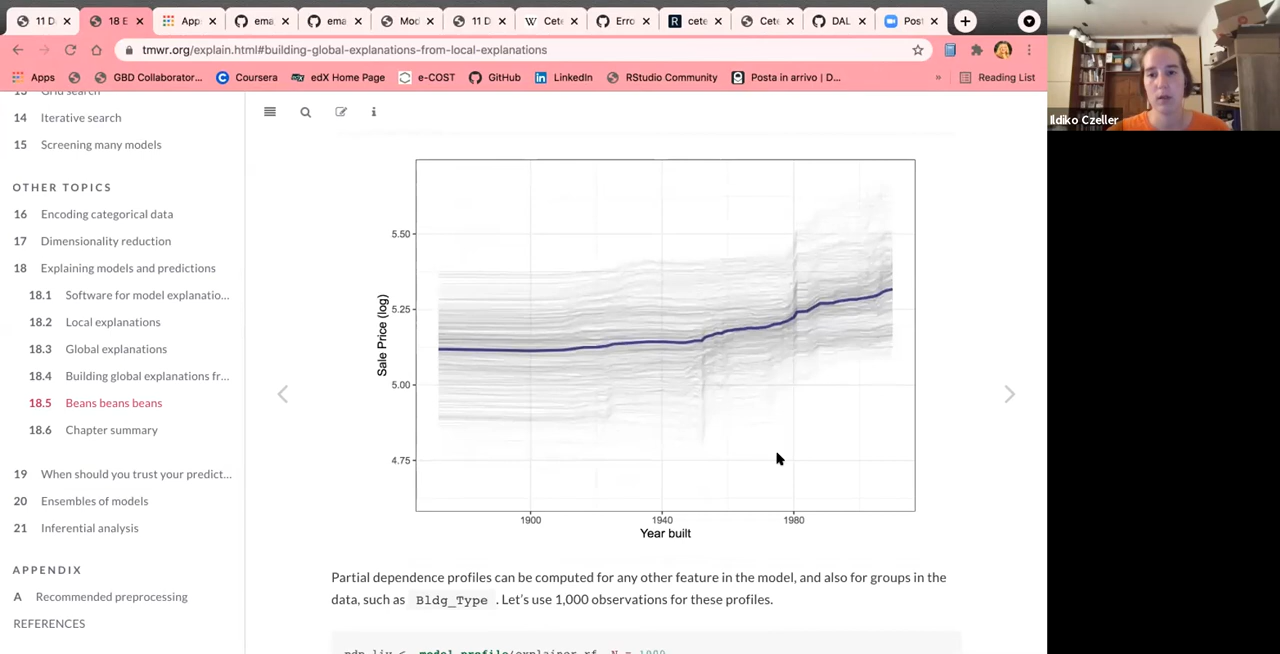 11 D
18 E
App
ema
ema
Mod
11 D
Cete
Erro
cete
Cete
DAL
Post
tmwr.org/explain.html#building-global-explanations-from-local-explanations
Apps
GBD Collaborator...
Coursera
edX Home Page
e-COST
GitHub
LinkedIn
RStudio Community
Posta in arrivo | D...
»
Reading List
Ildiko Czeller
13 Grid search
14 Iterative search
15 Screening many models
OTHER TOPICS
16 Encoding categorical data
17 Dimensionality reduction
18 Explaining models and predictions
18.1 Software for model explanatio...
18.2 Local explanations
18.3 Global explanations
18.4 Building global explanations fr...
18.5 Beans beans beans
18.6 Chapter summary
19 When should you trust your predict...
20 Ensembles of models
21 Inferential analysis
APPENDIX
A Recommended preprocessing
REFERENCES
5.50
5.25
5.00
4.75
Sale Price (log)
1900
1940
1980
Year built
Partial dependence profiles can be computed for any other feature in the model, and also for groups in the
data, such as Bldg_Type . Let's use 1,000 observations for these profiles.
pdp_liv <- model_profile(explainer_rf, N = 1000,